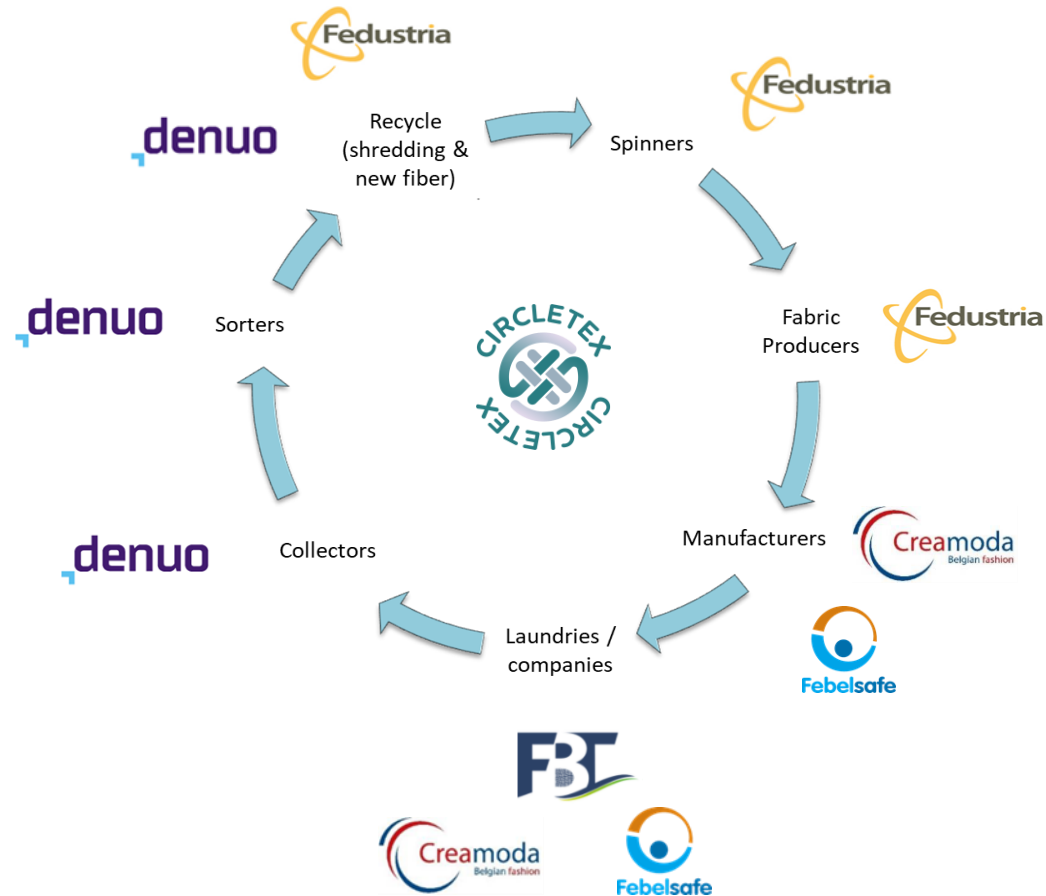 Fedustria
Fedustria
denuo
Recycle
(shredding &
new fiber)
Spinners
denuo
Sorters
CIRCLETEX
CIRCLETEX
Fabric
Producers
Fedustria
Manufacturers
Creamoda
Belgian fashion
denuo
Collectors
Laundries /
companies
Febelsafe
FBT
Creamoda
Belgian fashion
Febelsafe